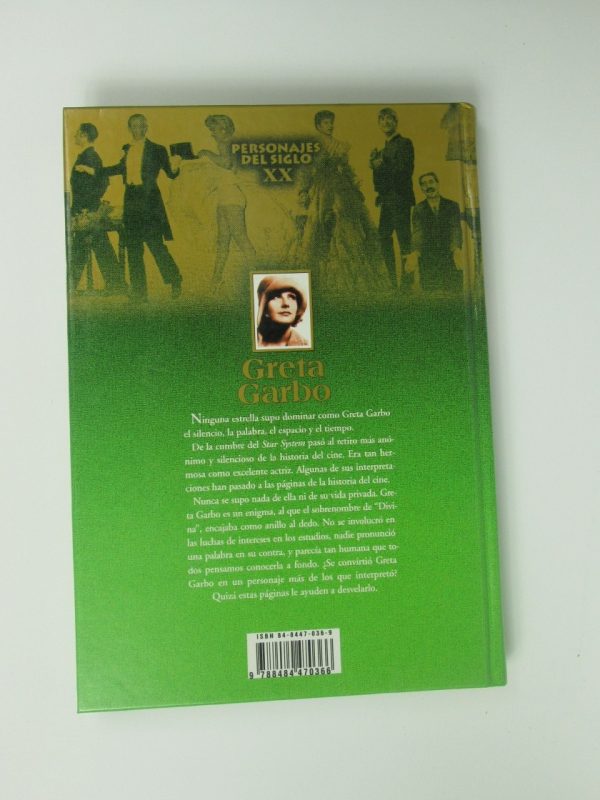 PERSONAJES
DEL SIGLO
XX
Greta
Garbo
Ninguna estrella supo dominar como Greta Garbo
el silencio, la palabra, el espacio y el tiempo.
De la cumbre del Star System pasó al retiro más anó-
nimo y silencioso de la historia del cine. Era tan her-
mosa como excelente actriz. Algunas de sus interpreta-
ciones han pasado a las páginas de la historia del cine.
Nunca se supo nada de ella ni de su vida privada. Gre-
ta Garbo es un enigma, al que el sobrenombre de "Divi-
na", encajaba como anillo al dedo. No se involucró en
las luchas de intereses en los estudios, nadie pronunció
una palabra en su contra, y parecía tan humana que to-
dos pensamos conocerla a fondo. ¿Se convirtió Greta
Garbo en un personaje más de los que interpretó?
Quizá estas páginas le ayuden a desvelarlo.
ISBN 84-8447-036-9
9 788484 470366